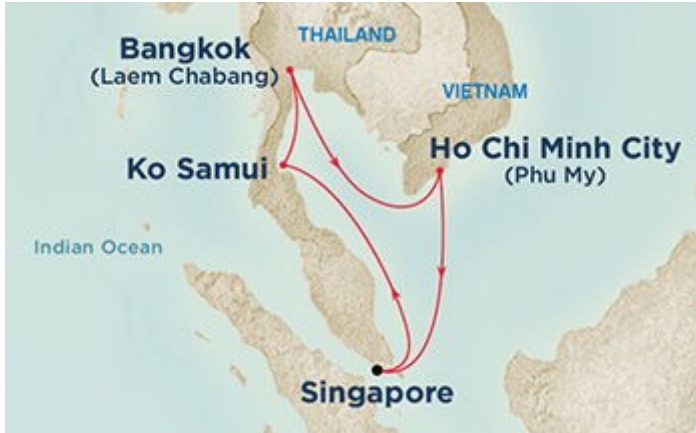 THAILAND
Bangkok
(Laem Chabang)
VIETNAM
Ho Chi Minh City
(Phu My)
Ko Samui
Indian Ocean
Singapore